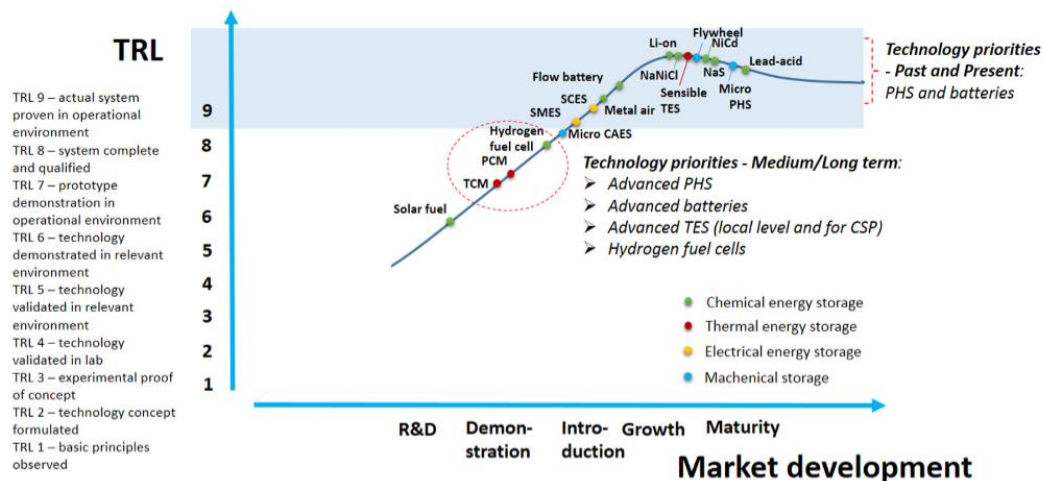 TRL
TRL 9 – actual system
proven in operational
environment
TRL 8 – system complete
and qualified
TRL 7 – prototype
demonstration in
operational environment
TRL 6 – technology
demonstrated in relevant
environment
TRL 5 – technology
validated in relevant
environment
TRL 4 – technology
validated in lab
TRL 3 – experimental proof
of concept
TRL 2 – technology concept
formulated
TRL 1 – basic principles
observed
9
8
7
6
5
4
3
2
1
Solar fuel
TCM
PCM
Hydrogen
fuel cell
Micro CAES
SMES
SCES
Metal air
Flow battery
Li-on
NaNiCl
Sensible
TES
Flywheel
NiCd
NaS
Micro
PHS
Lead-acid
Technology priorities
- Past and Present:
PHS and batteries
Technology priorities - Medium/Long term:
➢ Advanced PHS
➢ Advanced batteries
➢ Advanced TES (local level and for CSP)
➢ Hydrogen fuel cells
Chemical energy storage
Thermal energy storage
Electrical energy storage
Machenical storage
R&D
Demon-
stration
Intro-
duction
Growth
Maturity
Market development